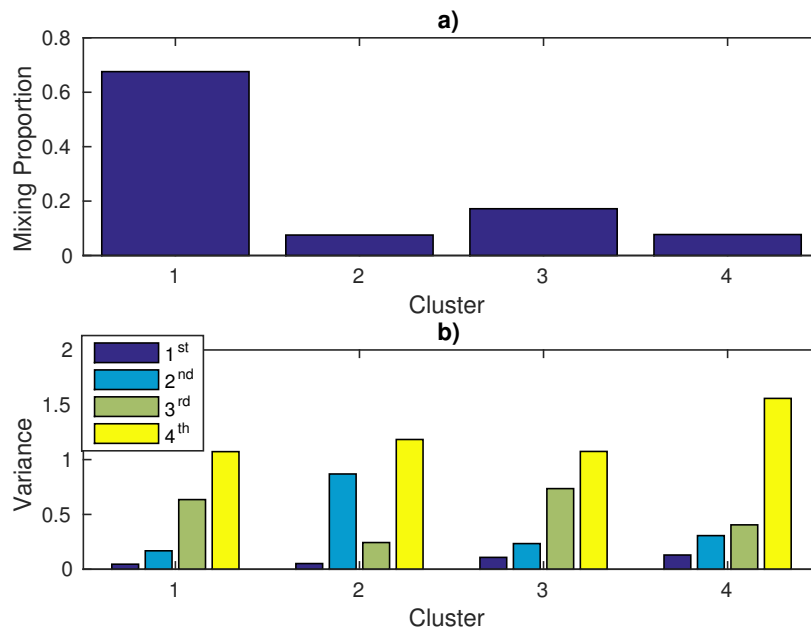 a)
0.8
0.6
0.4
0.2
0
Mixing Proportion
1 2 3 4
Cluster
b)
2
1.5
1
0.5
0
Variance
1st
2nd
3rd
4th
1 2 3 4
Cluster